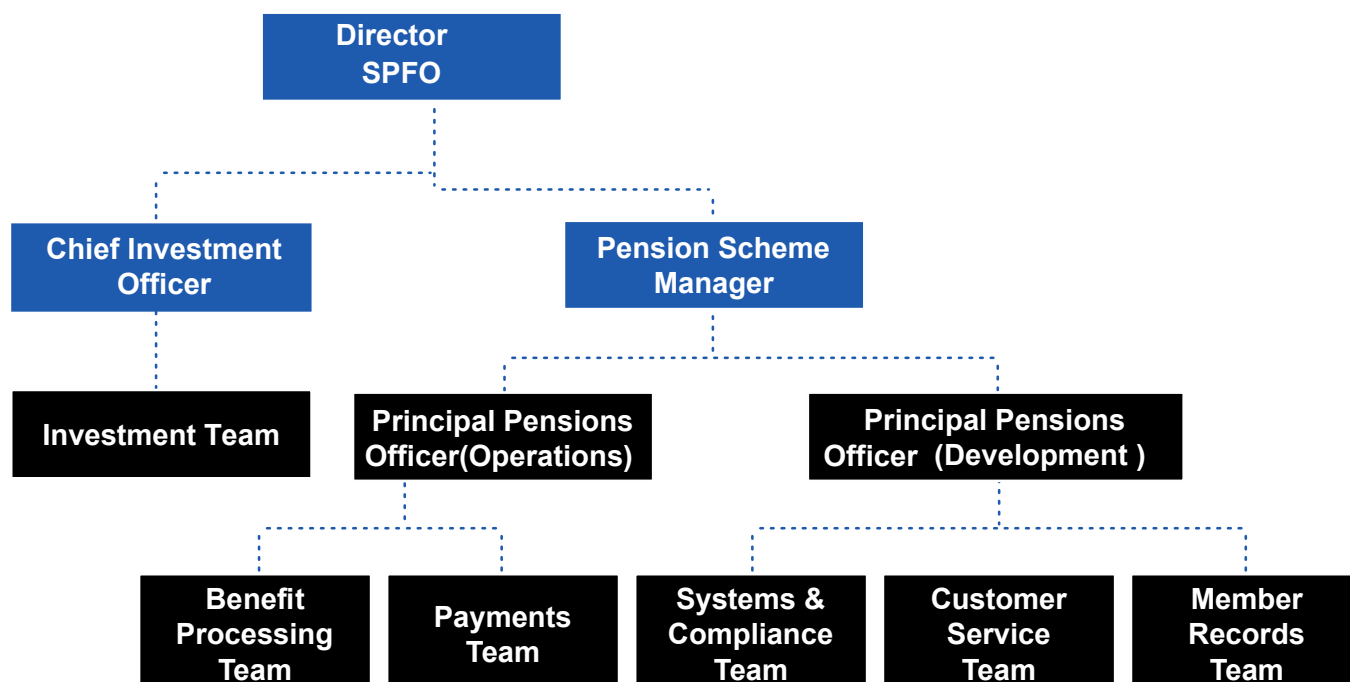 Director
SPFO
Chief Investment
Officer
Pension Scheme
Manager
Investment Team
Principal Pensions
Officer(Operations)
Principal Pensions
Officer (Development )
Benefit
Processing
Team
Payments
Team
Systems &
Compliance
Team
Customer
Service
Team
Member
Records
Team